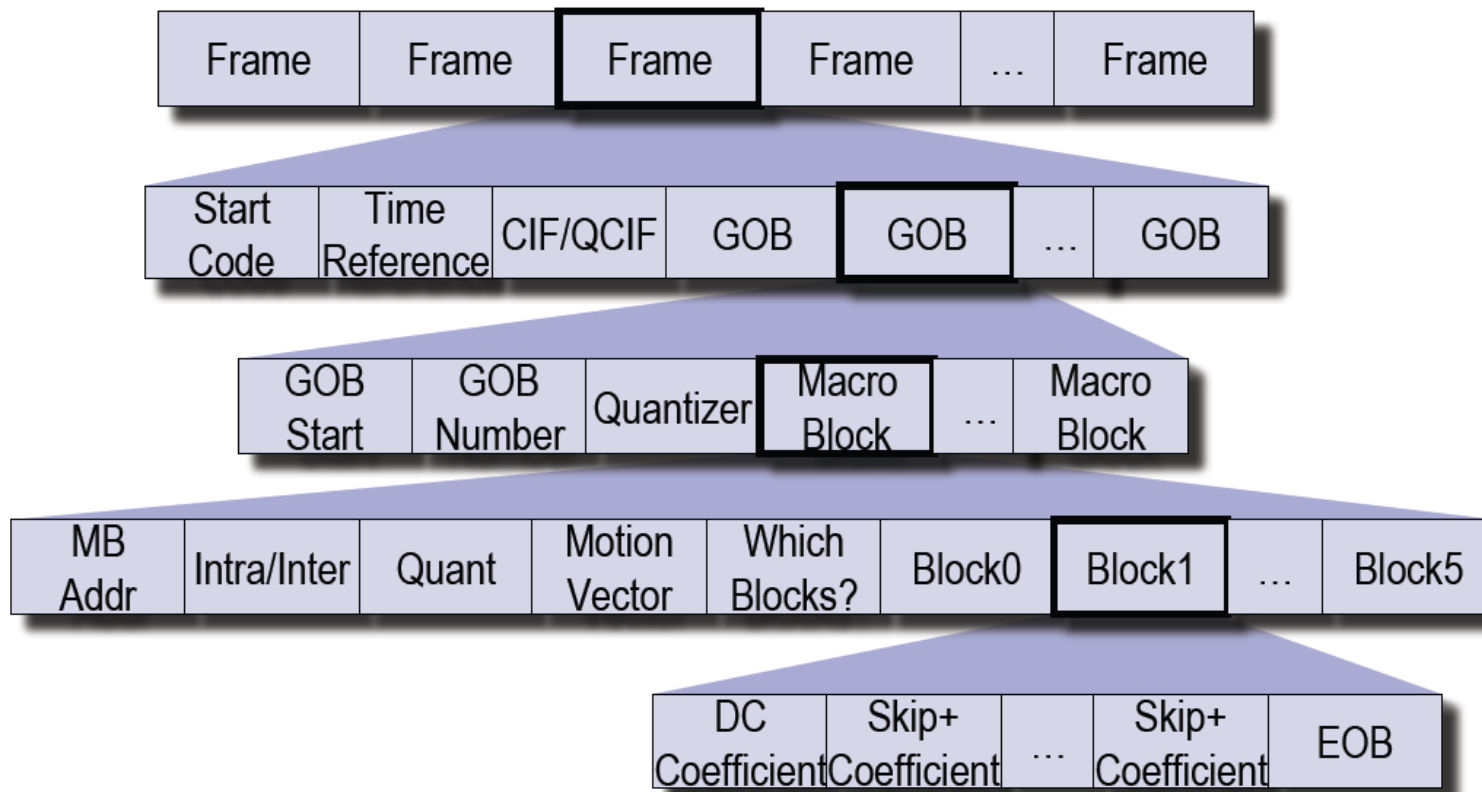 Frame Frame Frame Frame … Frame
Start Time
Code Reference CIF/QCIF GOB GOB … GOB
GOB GOB Quantizer Macro … Macro
Start Number Block Block
MB Intra/Inter Quant Motion Which Block0 Block1 … Block5
Addr Vector Blocks?
DC Skip+ … Skip+ EOB
Coefficient Coefficient Coefficient